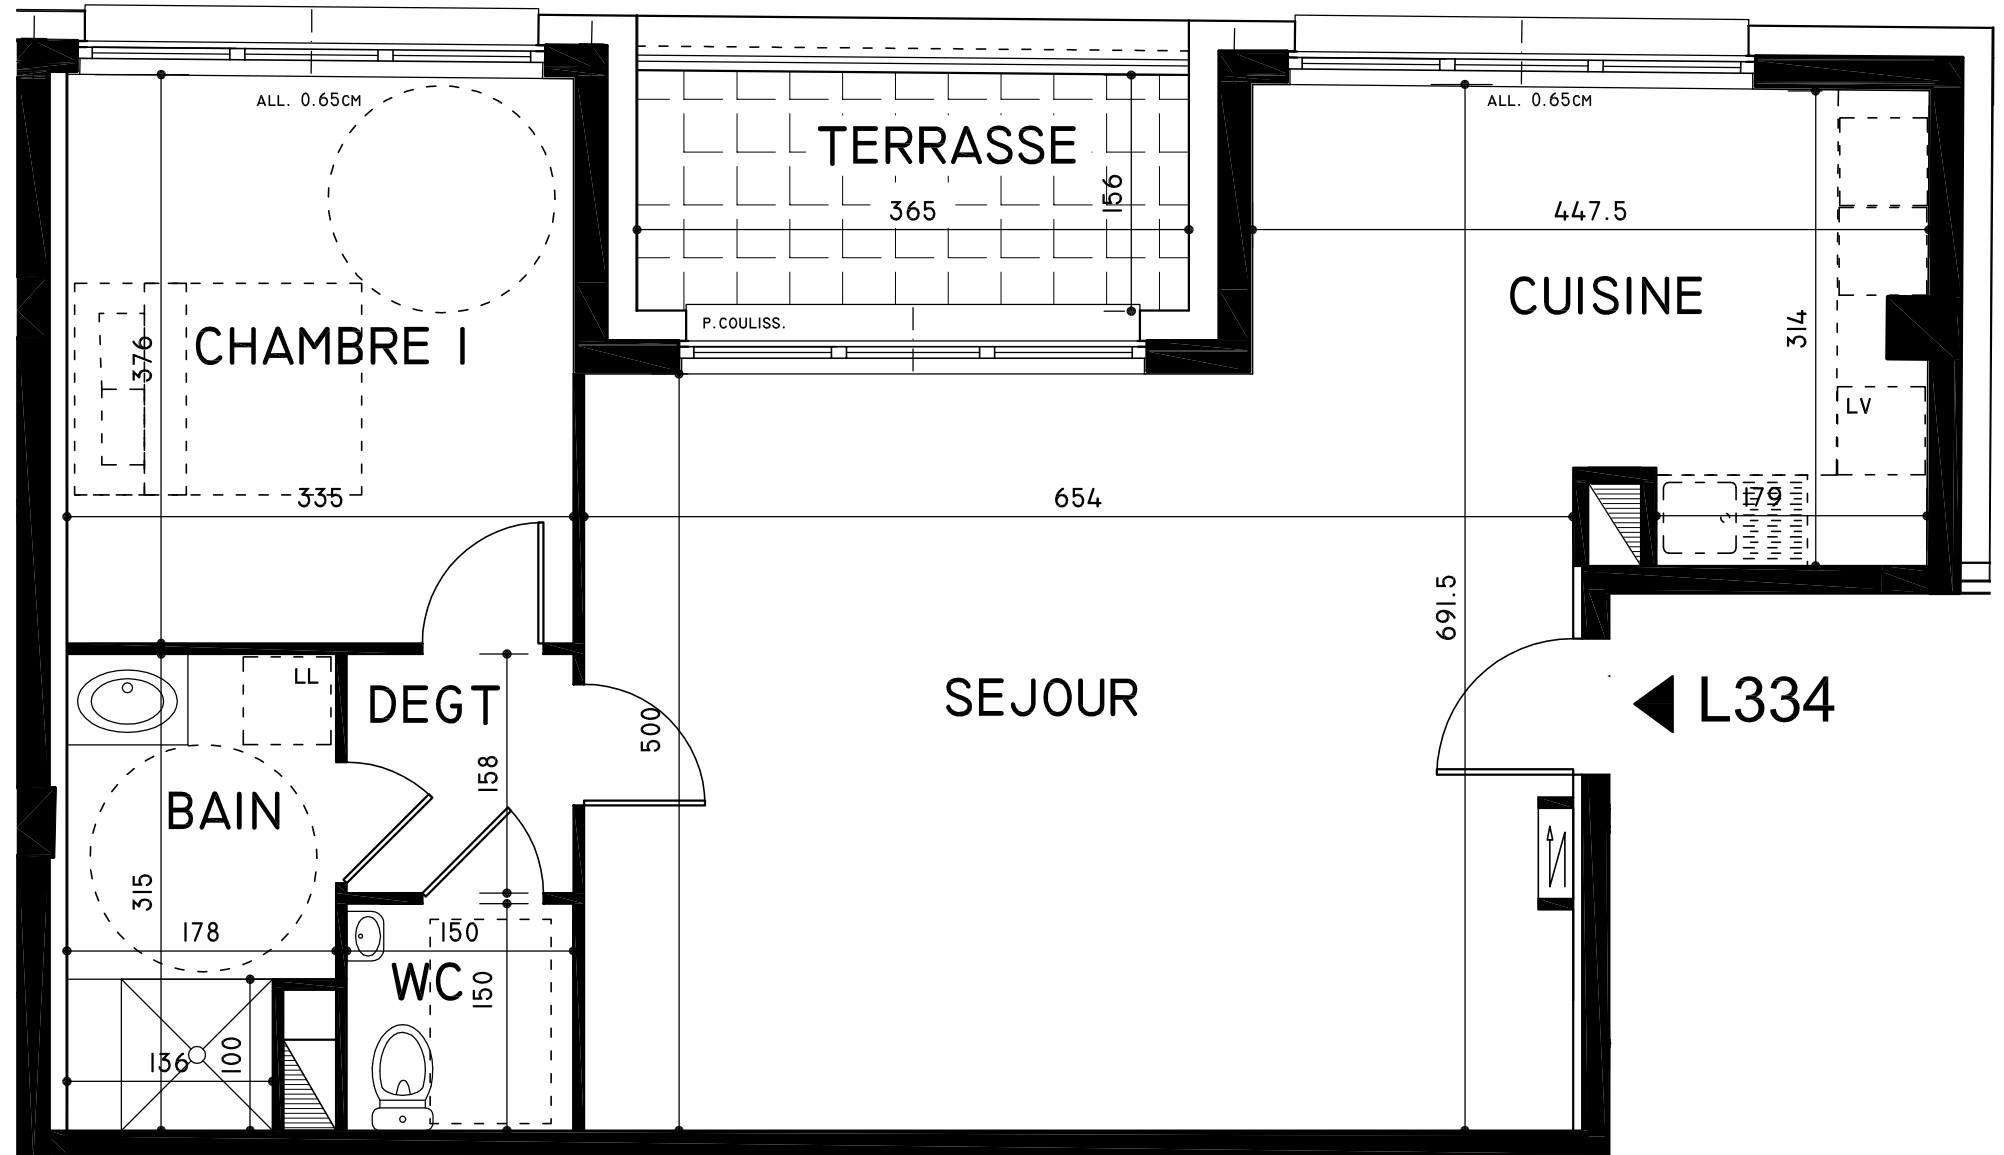 ALL. 0.65CM
ALL. 0.65CM
TERRASSE
156
365
447.5
CUISINE
P.COULISS.
314
CHAMBRE 1
376
LV
335
654
179
691.5
LL
DEGT
SEJOUR
L334
500
158
BAIN
315
178
150
WC
150
136
100